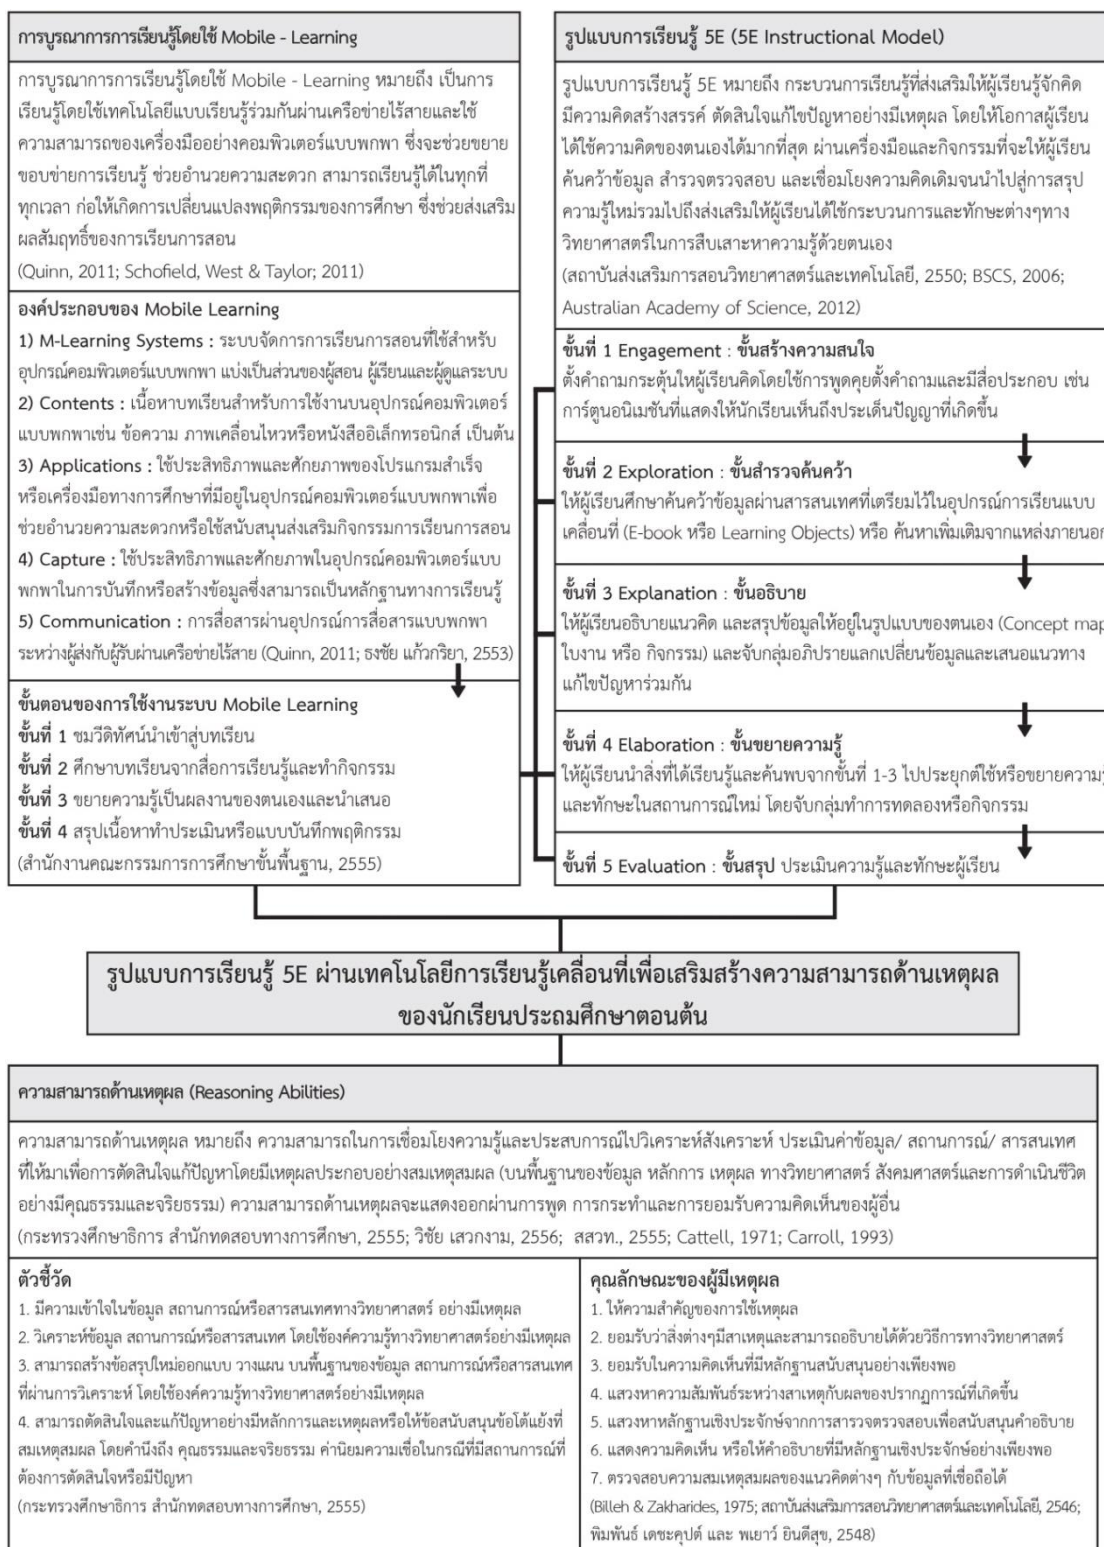 การบูรณาการการเรียนรู้โดยใช้ Mobile - Learning
การบูรณาการการเรียนรู้โดยใช้ Mobile - Learning หมายถึง เป็นการ
เรียนรู้โดยใช้เทคโนโลยีแบบเรียนรู้ร่วมกันผ่านเครือข่ายไร้สายและใช้
ความสามารถของเครื่องมืออย่างคอมพิวเตอร์แบบพกพา ซึ่งจะช่วยขยาย
ขอบข่ายการเรียนรู้ ช่วยอำนวยความสะดวก สามารถเรียนรู้ได้ในทุกที่
ทุกเวลา ก่อให้เกิดการเปลี่ยนแปลงพฤติกรรมของการศึกษา ซึ่งช่วยส่งเสริม
ผลสัมฤทธิ์ของการเรียนการสอน
(Quinn, 2011; Schofield, West & Taylor; 2011)
องค์ประกอบของ Mobile Learning
1) M-Learning Systems : ระบบจัดการการเรียนการสอนที่ใช้สำหรับ
อุปกรณ์คอมพิวเตอร์แบบพกพา แบ่งเป็นส่วนของผู้สอน ผู้เรียนและผู้ดูแลระบบ
2) Contents : เนื้อหาบทเรียนสำหรับการใช้งานบนอุปกรณ์คอมพิวเตอร์
แบบพกพาเช่น ข้อความ ภาพเคลื่อนไหวหรือหนังสืออิเล็กทรอนิกส์ เป็นต้น
3) Applications : ใช้ประสิทธิภาพและศักยภาพของโปรแกรมสำเร็จ
หรือเครื่องมือทางการศึกษาที่มีอยู่ในอุปกรณ์คอมพิวเตอร์แบบพกพาเพื่อ
ช่วยอำนวยความสะดวกหรือใช้สนับสนุนส่งเสริมกิจกรรมการเรียนการสอน
4) Capture : ใช้ประสิทธิภาพและศักยภาพในอุปกรณ์คอมพิวเตอร์แบบ
พกพาในการบันทึกหรือสร้างข้อมูลซึ่งสามารถเป็นหลักฐานทางการเรียนรู้
5) Communication : การสื่อสารผ่านอุปกรณ์การสื่อสารแบบพกพา
ระหว่างผู้ส่งกับผู้รับผ่านเครือข่ายไร้สาย (Quinn, 2011; ธงชัย แก้วกริยา, 2553)
ขั้นตอนของการใช้งานระบบ Mobile Learning
ขั้นที่ 1 ชมวีดิทัศน์นำเข้าสู่บทเรียน
ขั้นที่ 2 ศึกษาบทเรียนจากสื่อการเรียนรู้และทำกิจกรรม
ขั้นที่ 3 ขยายความรู้เป็นผลงานของตนเองและนำเสนอ
ขั้นที่ 4 สรุปเนื้อหาทำประเมินหรือแบบบันทึกพฤติกรรม
(สำนักงานคณะกรรมการการศึกษาขั้นพื้นฐาน, 2555)
รูปแบบการเรียนรู้ 5E (5E Instructional Model)
รูปแบบการเรียนรู้ 5E หมายถึง กระบวนการเรียนรู้ที่ส่งเสริมให้ผู้เรียนรู้จักคิด
มีความคิดสร้างสรรค์ ตัดสินใจแก้ไขปัญหาอย่างมีเหตุผล โดยให้โอกาสผู้เรียน
ได้ใช้ความคิดของตนเองได้มากที่สุด ผ่านเครื่องมือและกิจกรรมที่จะให้ผู้เรียน
ค้นคว้าข้อมูล สำรวจตรวจสอบ และเชื่อมโยงความคิดเดิมจนนำไปสู่การสรุป
ความรู้ใหม่รวมไปถึงส่งเสริมให้ผู้เรียนได้ใช้กระบวนการและทักษะต่างๆทาง
วิทยาศาสตร์ในการสืบเสาะหาความรู้ด้วยตนเอง
(สถาบันส่งเสริมการสอนวิทยาศาสตร์และเทคโนโลยี, 2550; BSCS, 2006;
Australian Academy of Science, 2012)
ขั้นที่ 1 Engagement : ขั้นสร้างความสนใจ
ตั้งคำถามกระตุ้นใหผู้เรียนคิดโดยใช้การพูดคุยตั้งคำถามและมีสื่อประกอบ เช่น
การ์ตูนอนิเมชันที่แสดงให้นักเรียนเห็นถึงประเด็นปัญญาที่เกิดขึ้น
ขั้นที่ 2 Exploration : ขั้นสำรวจค้นคว้า
ให้ผู้เรียนศึกษาค้นคว้าข้อมูลผ่านสารสนเทศที่เตรียมไว้ในอุปกรณ์การเรียนแบบ
เคลื่อนที่ (E-book หรือ Learning Objects) หรือ ค้นหาเพิ่มเติมจากแหล่งภายนอก
ขั้นที่ 3 Explanation : ขั้นอธิบาย
ให้ผู้เรียนอธิบายแนวคิด และสรุปข้อมูลให้อยู่ในรูปแบบของตนเอง (Concept map
ใบงาน หรือ กิจกรรม) และจับกลุ่มอภิปรายแลกเปลี่ยนข้อมูลและเสนอแนวทาง
แก้ไขปัญหาร่วมกัน
ขั้นที่ 4 Elaboration : ขั้นขยายความรู้
ให้ผู้เรียนนำสิ่งที่ได้เรียนรู้และค้นพบจากขั้นที่ 1-3 ไปประยุกต์ใช้หรือขยายความรู้
และทักษะในสถานการณ์ใหม่ โดยจับกลุ่มทำการทดลองหรือกิจกรรม
ขั้นที่ 5 Evaluation : ขั้นสรุป ประเมินความรู้และทักษะผู้เรียน
รูปแบบการเรียนรู้ 5E ผ่านเทคโนโลยีการเรียนรู้เคลื่อนที่เพื่อเสริมสร้างความสามารถด้านเหตุผล
ของนักเรียนประถมศึกษาตอนต้น
ความสามารถด้านเหตุผล (Reasoning Abilities)
ความสามารถด้านเหตุผล หมายถึง ความสามารถในการเชื่อมโยงความรู้และประสบการณ์ไปวิเคราะห์สังเคราะห์ ประเมินค่าข้อมูล/ สถานการณ์/ สารสนเทศ
ที่ให้มาเพื่อการตัดสินใจแก้ปัญหาโดยมีเหตุผลประกอบอย่างสมเหตุสมผล (บนพื้นฐานของข้อมูล หลักการ เหตุผล ทางวิทยาศาสตร์ สังคมศาสตร์และการดำเนินชีวิต
อย่างมีคุณธรรมและจริยธรรม) ความสามารถด้านเหตุผลจะแสดงออกผ่านการพูด การกระทำและการยอมรับความคิดเห็นของผู้อื่น
(กระทรวงศึกษาธิการ สำนักทดสอบทางการศึกษา, 2555; วิชัย เสวกงาม, 2556; สสวท., 2555; Cattell, 1971; Carroll, 1993)
ตัวชี้วัด
1. มีความเข้าใจในข้อมูล สถานการณ์หรือสารสนเทศทางวิทยาศาสตร์ อย่างมีเหตุผล
2. วิเคราะห์ข้อมูล สถานการณ์หรือสารสนเทศ โดยใช้องค์ความรู้ทางวิทยาศาสตร์อย่างมีเหตุผล
3. สามารถสร้างข้อสรุปใหม่ออกแบบ วางแผน บนพื้นฐานของข้อมูล สถานการณ์หรือสารสนเทศ
ที่ผ่านการวิเคราะห์ โดยใช้องค์ความรู้ทางวิทยาศาสตร์อย่างมีเหตุผล
4. สามารถตัดสินใจและแก้ปัญหาอย่างมีหลักการและเหตุผลหรือให้ข้อสนับสนุนข้อโต้แย้งที่
สมเหตุสมผล โดยคำนึงถึง คุณธรรมและจริยธรรม ค่านิยมความเชื่อในกรณีที่มีสถานการณ์ที่
ต้องการตัดสินใจหรือมีปัญหา
(กระทรวงศึกษาธิการ สำนักทดสอบทางการศึกษา, 2555)
คุณลักษณะของผู้มีเหตุผล
1. ให้ความสำคัญของการใช้เหตุผล
2. ยอมรับว่าสิ่งต่างๆมีสาเหตุและสามารถอธิบายได้ด้วยวิธีการทางวิทยาศาสตร์
3. ยอมรับในความคิดเห็นที่มีหลักฐานสนับสนุนอย่างเพียงพอ
4. แสวงหาความสัมพันธ์ระหว่างสาเหตุกับผลของปรากฏการณ์ที่เกิดขึ้น
5. แสวงหาหลักฐานเชิงประจักษ์จากการสารวจตรวจสอบเพื่อสนับสนุนคำอธิบาย
6. แสดงความคิดเห็น หรือให้คำอธิบายที่มีหลักฐานเชิงประจักษ์อย่างเพียงพอ
7. ตรวจสอบความสมเหตุสมผลของแนวคิดต่างๆ กับข้อมูลที่เชื่อถือได้
(Billeh & Zakharides, 1975; สถาบันส่งเสริมการสอนวิทยาศาสตร์และเทคโนโลยี, 2546;
พิมพันธ์ เดชะคุปต์ และ พเยาว์ ยินดีสุข, 2548)